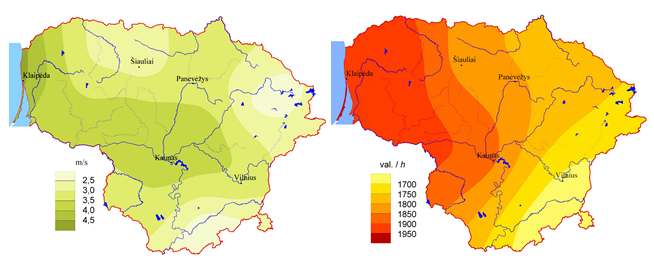 Klaipėda
Šiauliai
Panevėžys
Kaunas
Vilnius
m/s
2,5
3,0
3,5
4,0
4,5
Klaipėda
Šiauliai
Panevėžys
Kaunas
Vilnius
val. / h
1700
1750
1800
1850
1900
1950